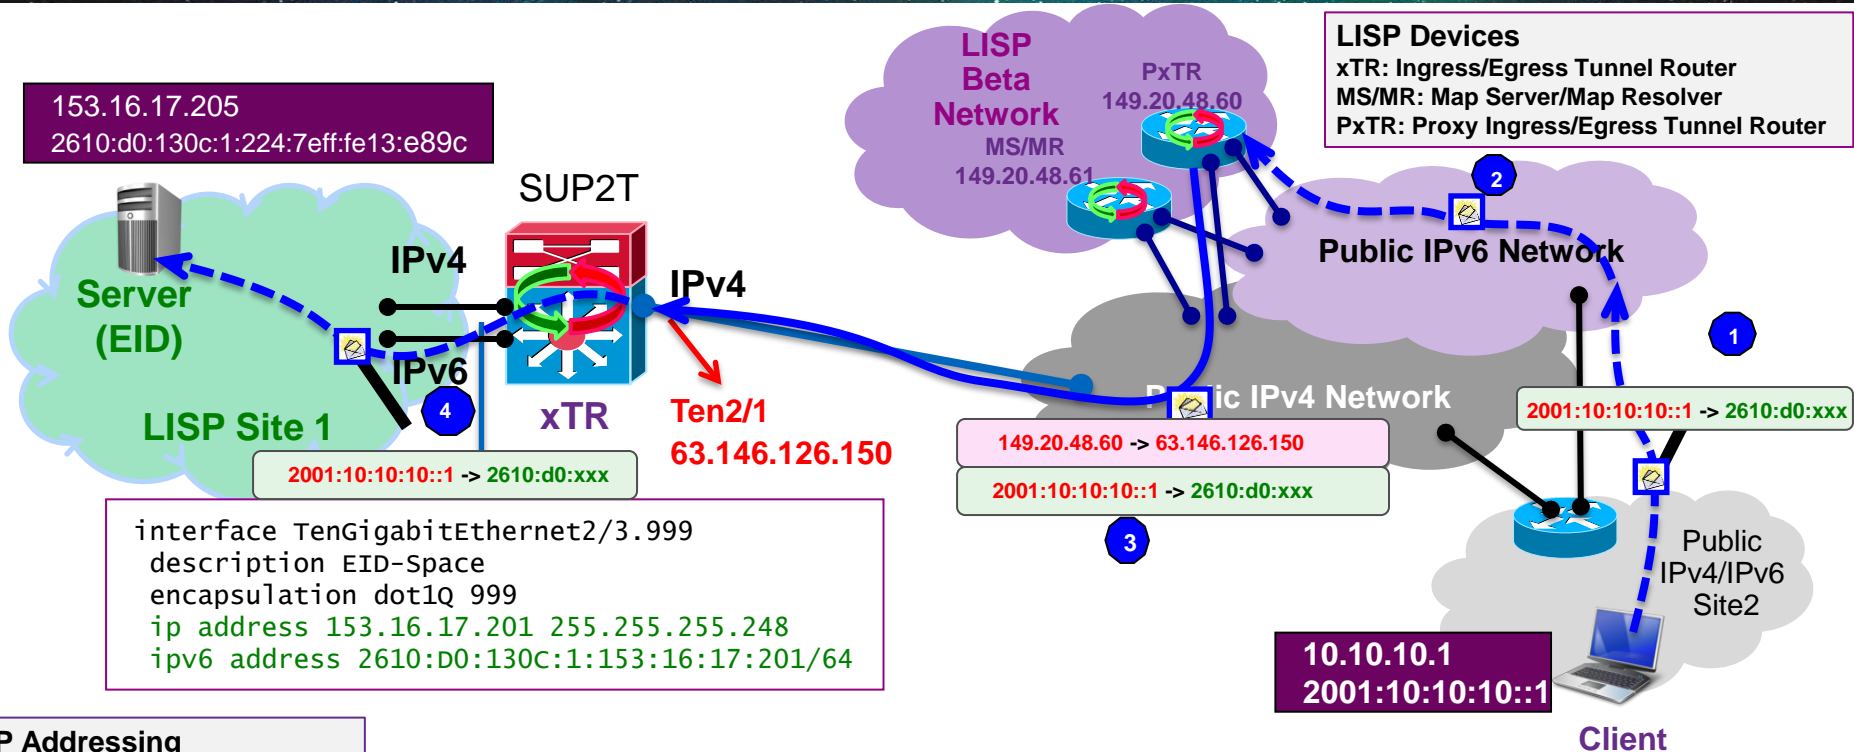 LISP Devices
xTR: Ingress/Egress Tunnel Router
MS/MR: Map Server/Map Resolver
PxTR: Proxy Ingress/Egress Tunnel Router
LISP
Beta
Network
PxTR
149.20.48.60
MS/MR
149.20.48.61
153.16.17.205
2610:d0:130c:1:224:7eff:fe13:e89c
SUP2T
IPv4
IPv4
IPv6
Server
(EID)
LISP Site 1
xTR
Ten2/1
63.146.126.150
2
Public IPv6 Network
1
2001:10:10:10::1 -> 2610:d0:xxx
ic IPv4 Network
149.20.48.60 -> 63.146.126.150
2001:10:10:10::1 -> 2610:d0:xxx
3
4
2001:10:10:10::1 -> 2610:d0:xxx
interface TenGigabitEthernet2/3.999
description EID-Space
encapsulation dot1Q 999
ip address 153.16.17.201 255.255.255.248
ipv6 address 2610:D0:130C:1:153:16:17:201/64
Public
IPv4/IPv6
Site2
10.10.10.1
2001:10:10:10::1
Client
P Addressing